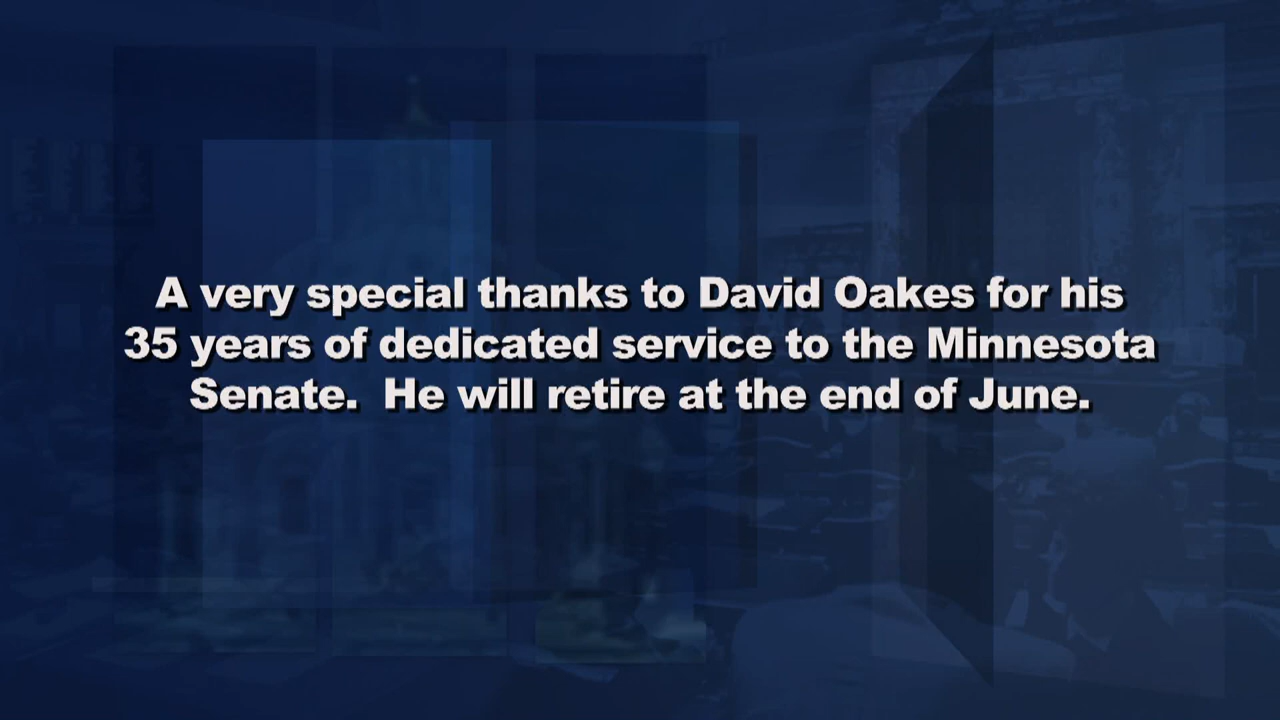 A very special thanks to David Oakes for his
35 years of dedicated service to the Minnesota
Senate.  He will retire at the end of June.